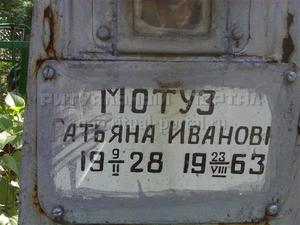 МОТУЗ
ТАТЬЯНА ИВАНОВ
19 9/II 28 19 23/VIII 63